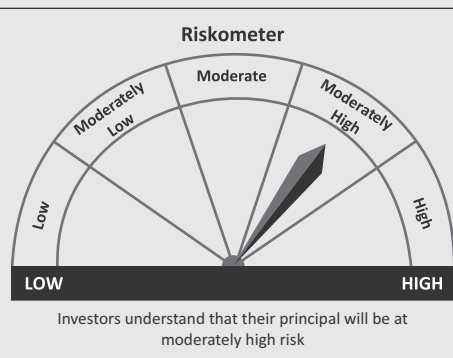 Riskometer
Moderate
Moderately
Low
Moderately
High
Low
High
LOW
HIGH
Investors understand that their principal will be at
moderately high risk